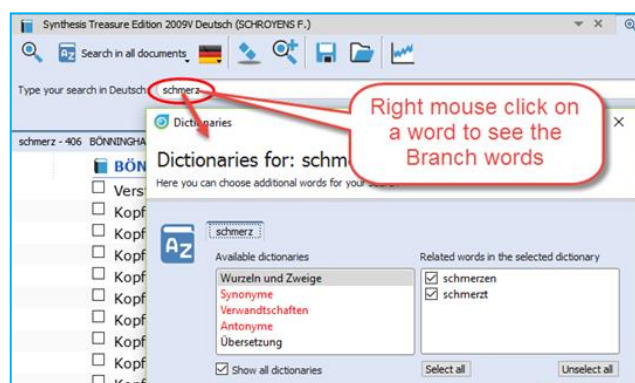 Synthesis Treasure Edition 2009V Deutsch (SCHROYENS F.)
Search in all documents
Type your search in Deutsch schmerz
Right mouse click on
a word to see the
Branch words
Dictionaries
schmerz - 406 BÖNNINGHA
BÖN
Dictionaries for: schm
Here you can choose additional words for your
Vers
Kopf
Kopf
Kopf
Kopf
Kopf
Kopf
Kopf
Kopf
AZ
schmerz
Available dictionaries
Related words in the selected dictionary
Wurzeln und Zweige
Synonyme
Verwandtschaften
Antonyme
Übersetzung
schmerzen
schmerzt
Show all dictionaries
Select all
Unselect all